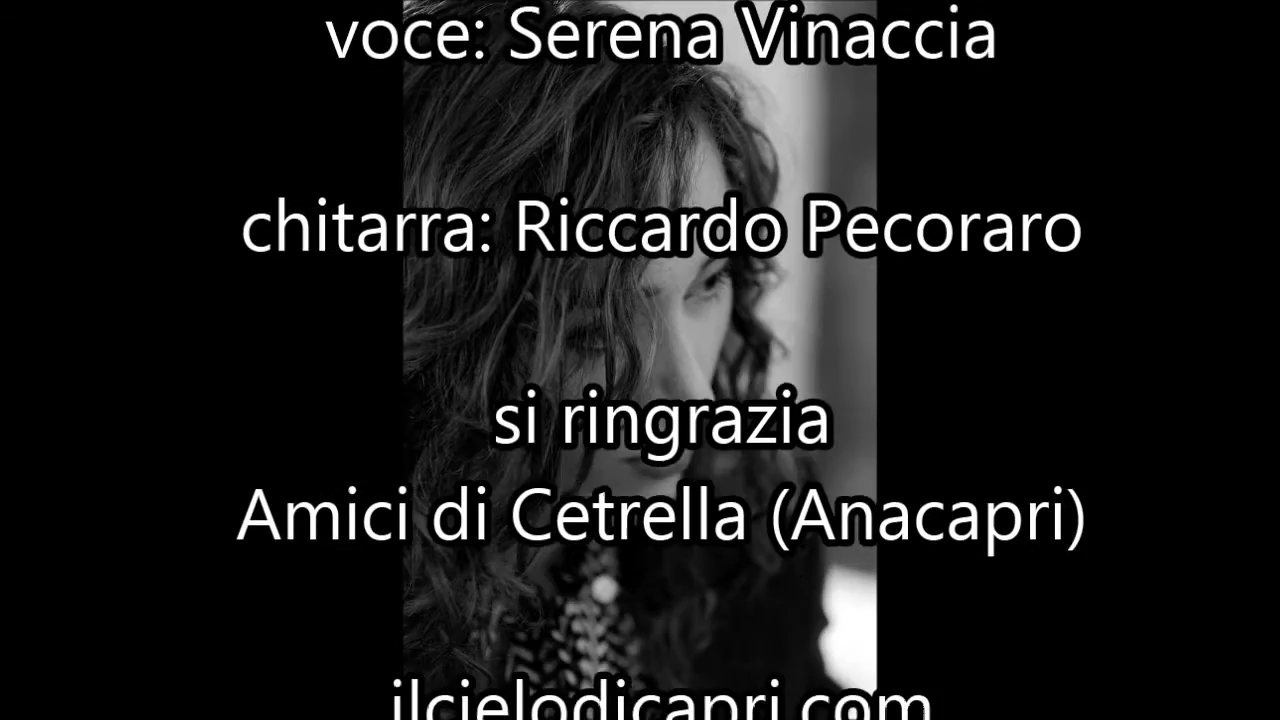 voce: Serena Vinaccia
chitarra: Riccardo Pecoraro
si ringrazia
Amici di Cetrella (Anacapri)
ilcielodicapri.com